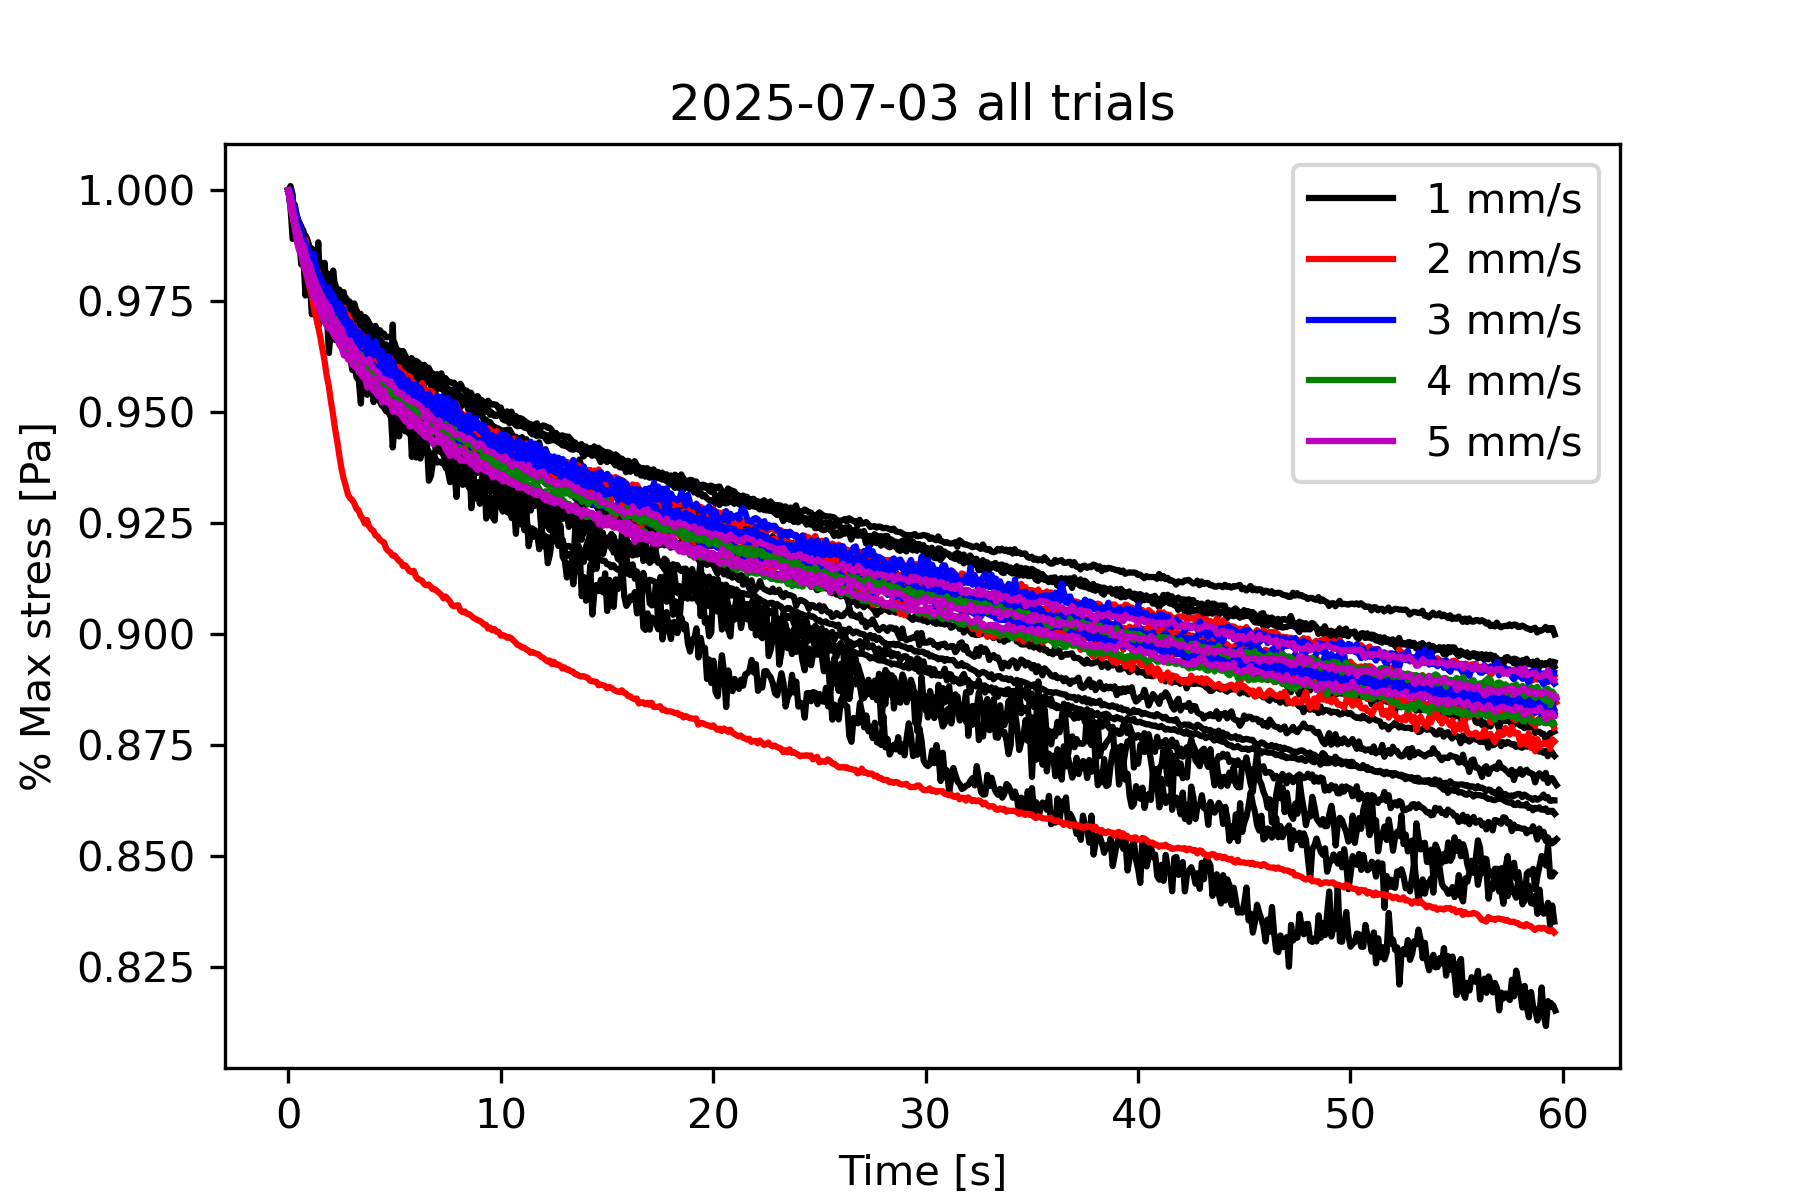 2025-07-03 all trials
1.000
0.975
0.950
0.925
0.900
0.875
0.850
0.825
% Max stress [Pa]
1 mm/s
2 mm/s
3 mm/s
4 mm/s
5 mm/s
0 10 20 30 40 50 60
Time [s]